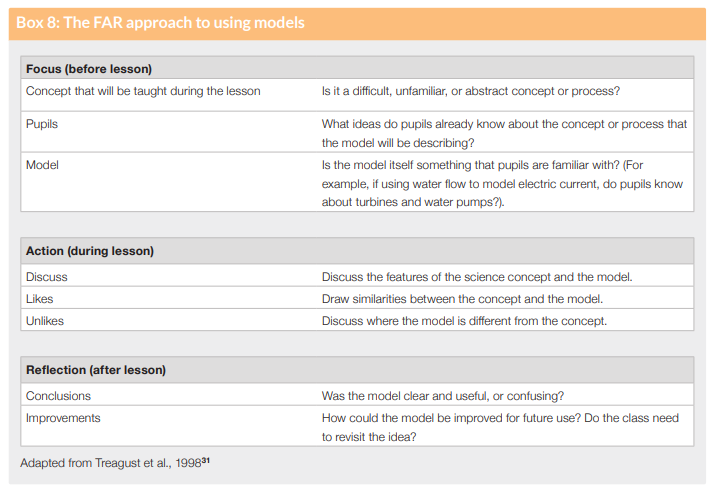 Box 8: The FAR approach to using models
Focus (before lesson)
Concept that will be taught during the lesson
Is it a difficult, unfamiliar, or abstract concept or process?
Pupils
What ideas do pupils already know about the concept or process that
the model will be describing?
Model
Is the model itself something that pupils are familiar with? (For
example, if using water flow to model electric current, do pupils know
about turbines and water pumps?).
Action (during lesson)
Discuss
Discuss the features of the science concept and the model.
Likes
Draw similarities between the concept and the model.
Unlikes
Discuss where the model is different from the concept.
Reflection (after lesson)
Conclusions
Was the model clear and useful, or confusing?
Improvements
How could the model be improved for future use? Do the class need
to revisit the idea?
Adapted from Treagust et al., 1998³¹